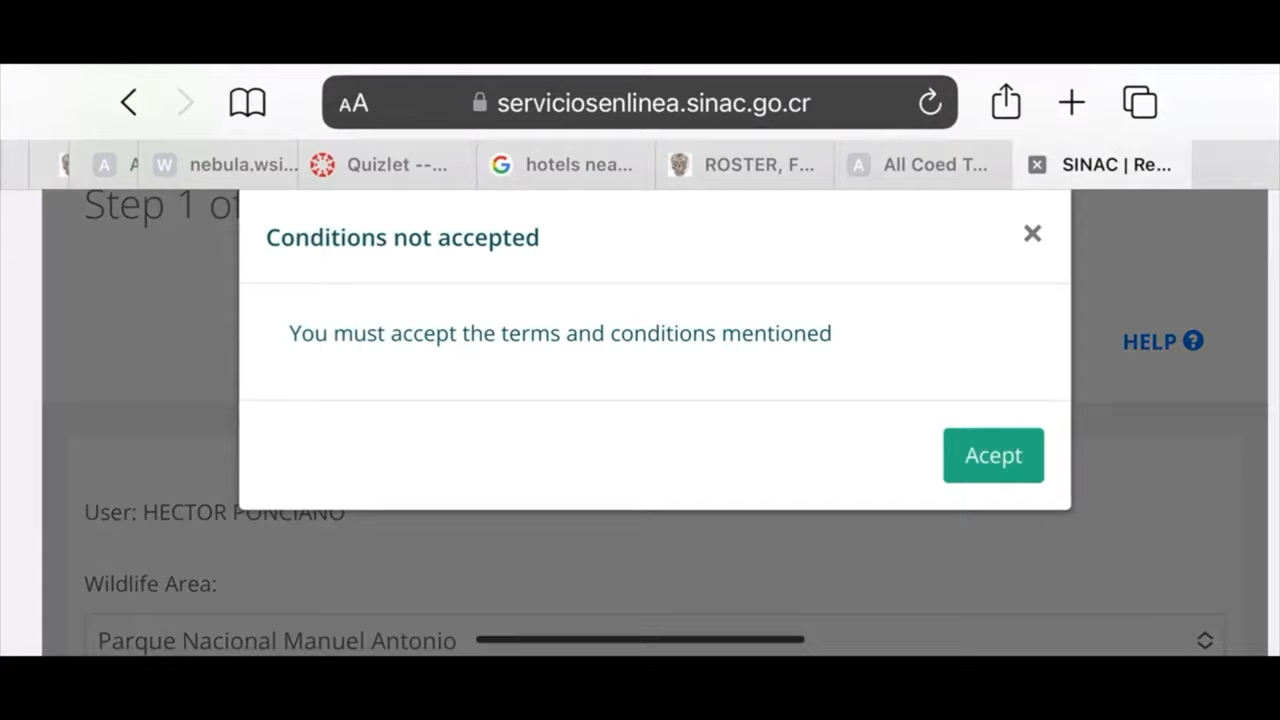 AA serviciosenlinea.sinac.go.cr
A A W nebula.wsi... Quizlet --... G hotels nea... ROSTER, F... A All Coed T... SINAC | Re...
Step 1 of
Conditions not accepted
You must accept the terms and conditions mentioned
HELP ?
Acept
User: HECTOR PONCIANO
Wildlife Area:
Parque Nacional Manuel Antonio